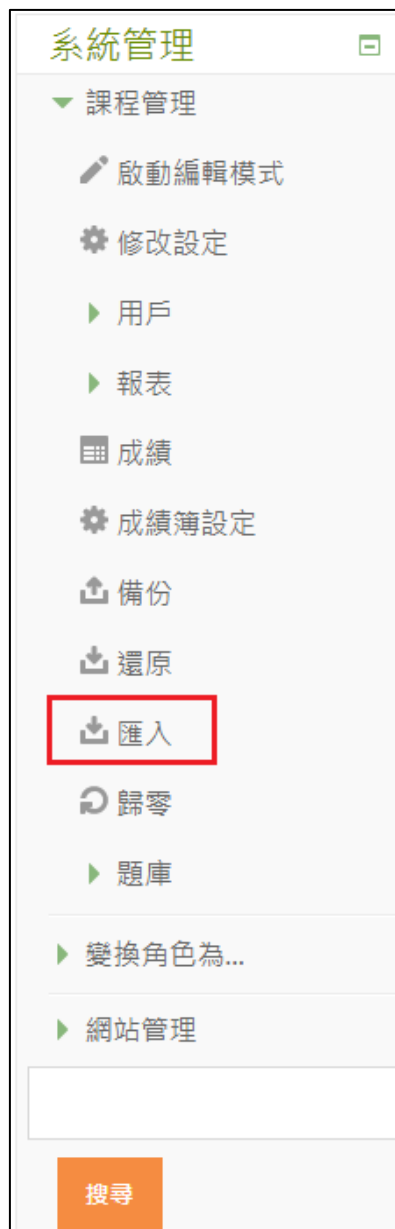 系統管理
課程管理
啟動編輯模式
修改設定
用戶
報表
成績
成績簿設定
備份
還原
匯入
歸零
題庫
變換角色為...
網站管理
搜尋